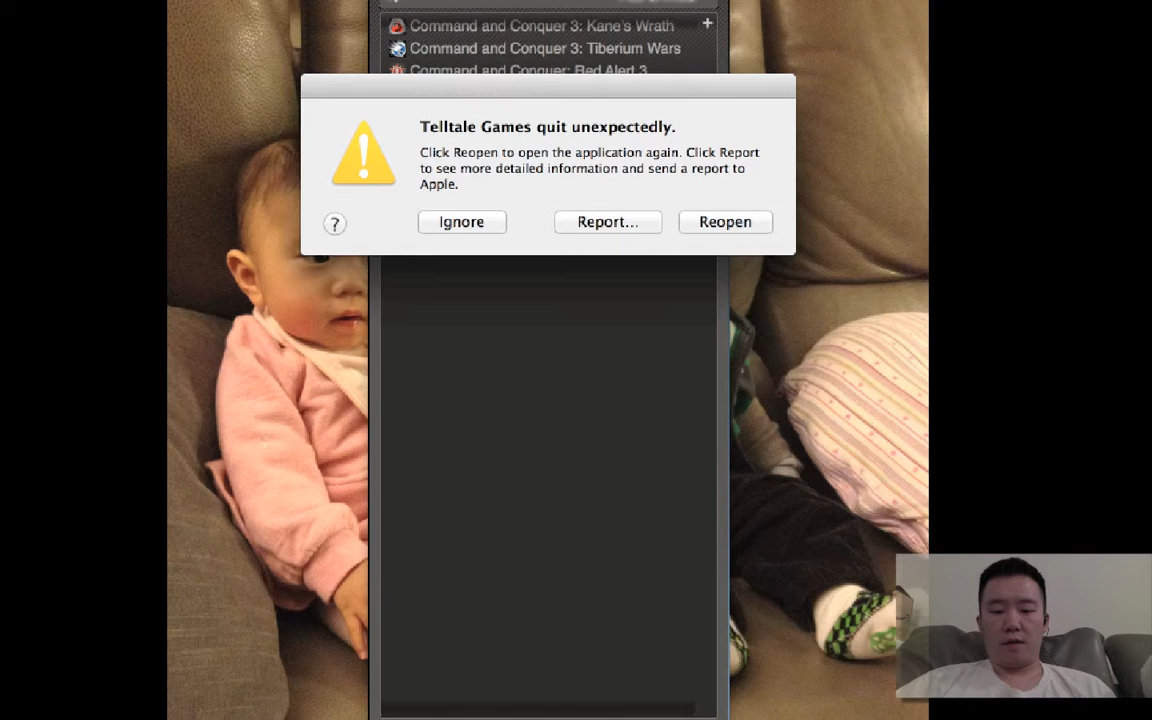 Command and Conquer 3: Kane's Wrath +
Command and Conquer 3: Tiberium Wars
Command and Conquer: Red Alert 3
Telltale Games quit unexpectedly.
Click Reopen to open the application again. Click Report
to see more detailed information and send a report to
Apple.
? Ignore Report... Reopen